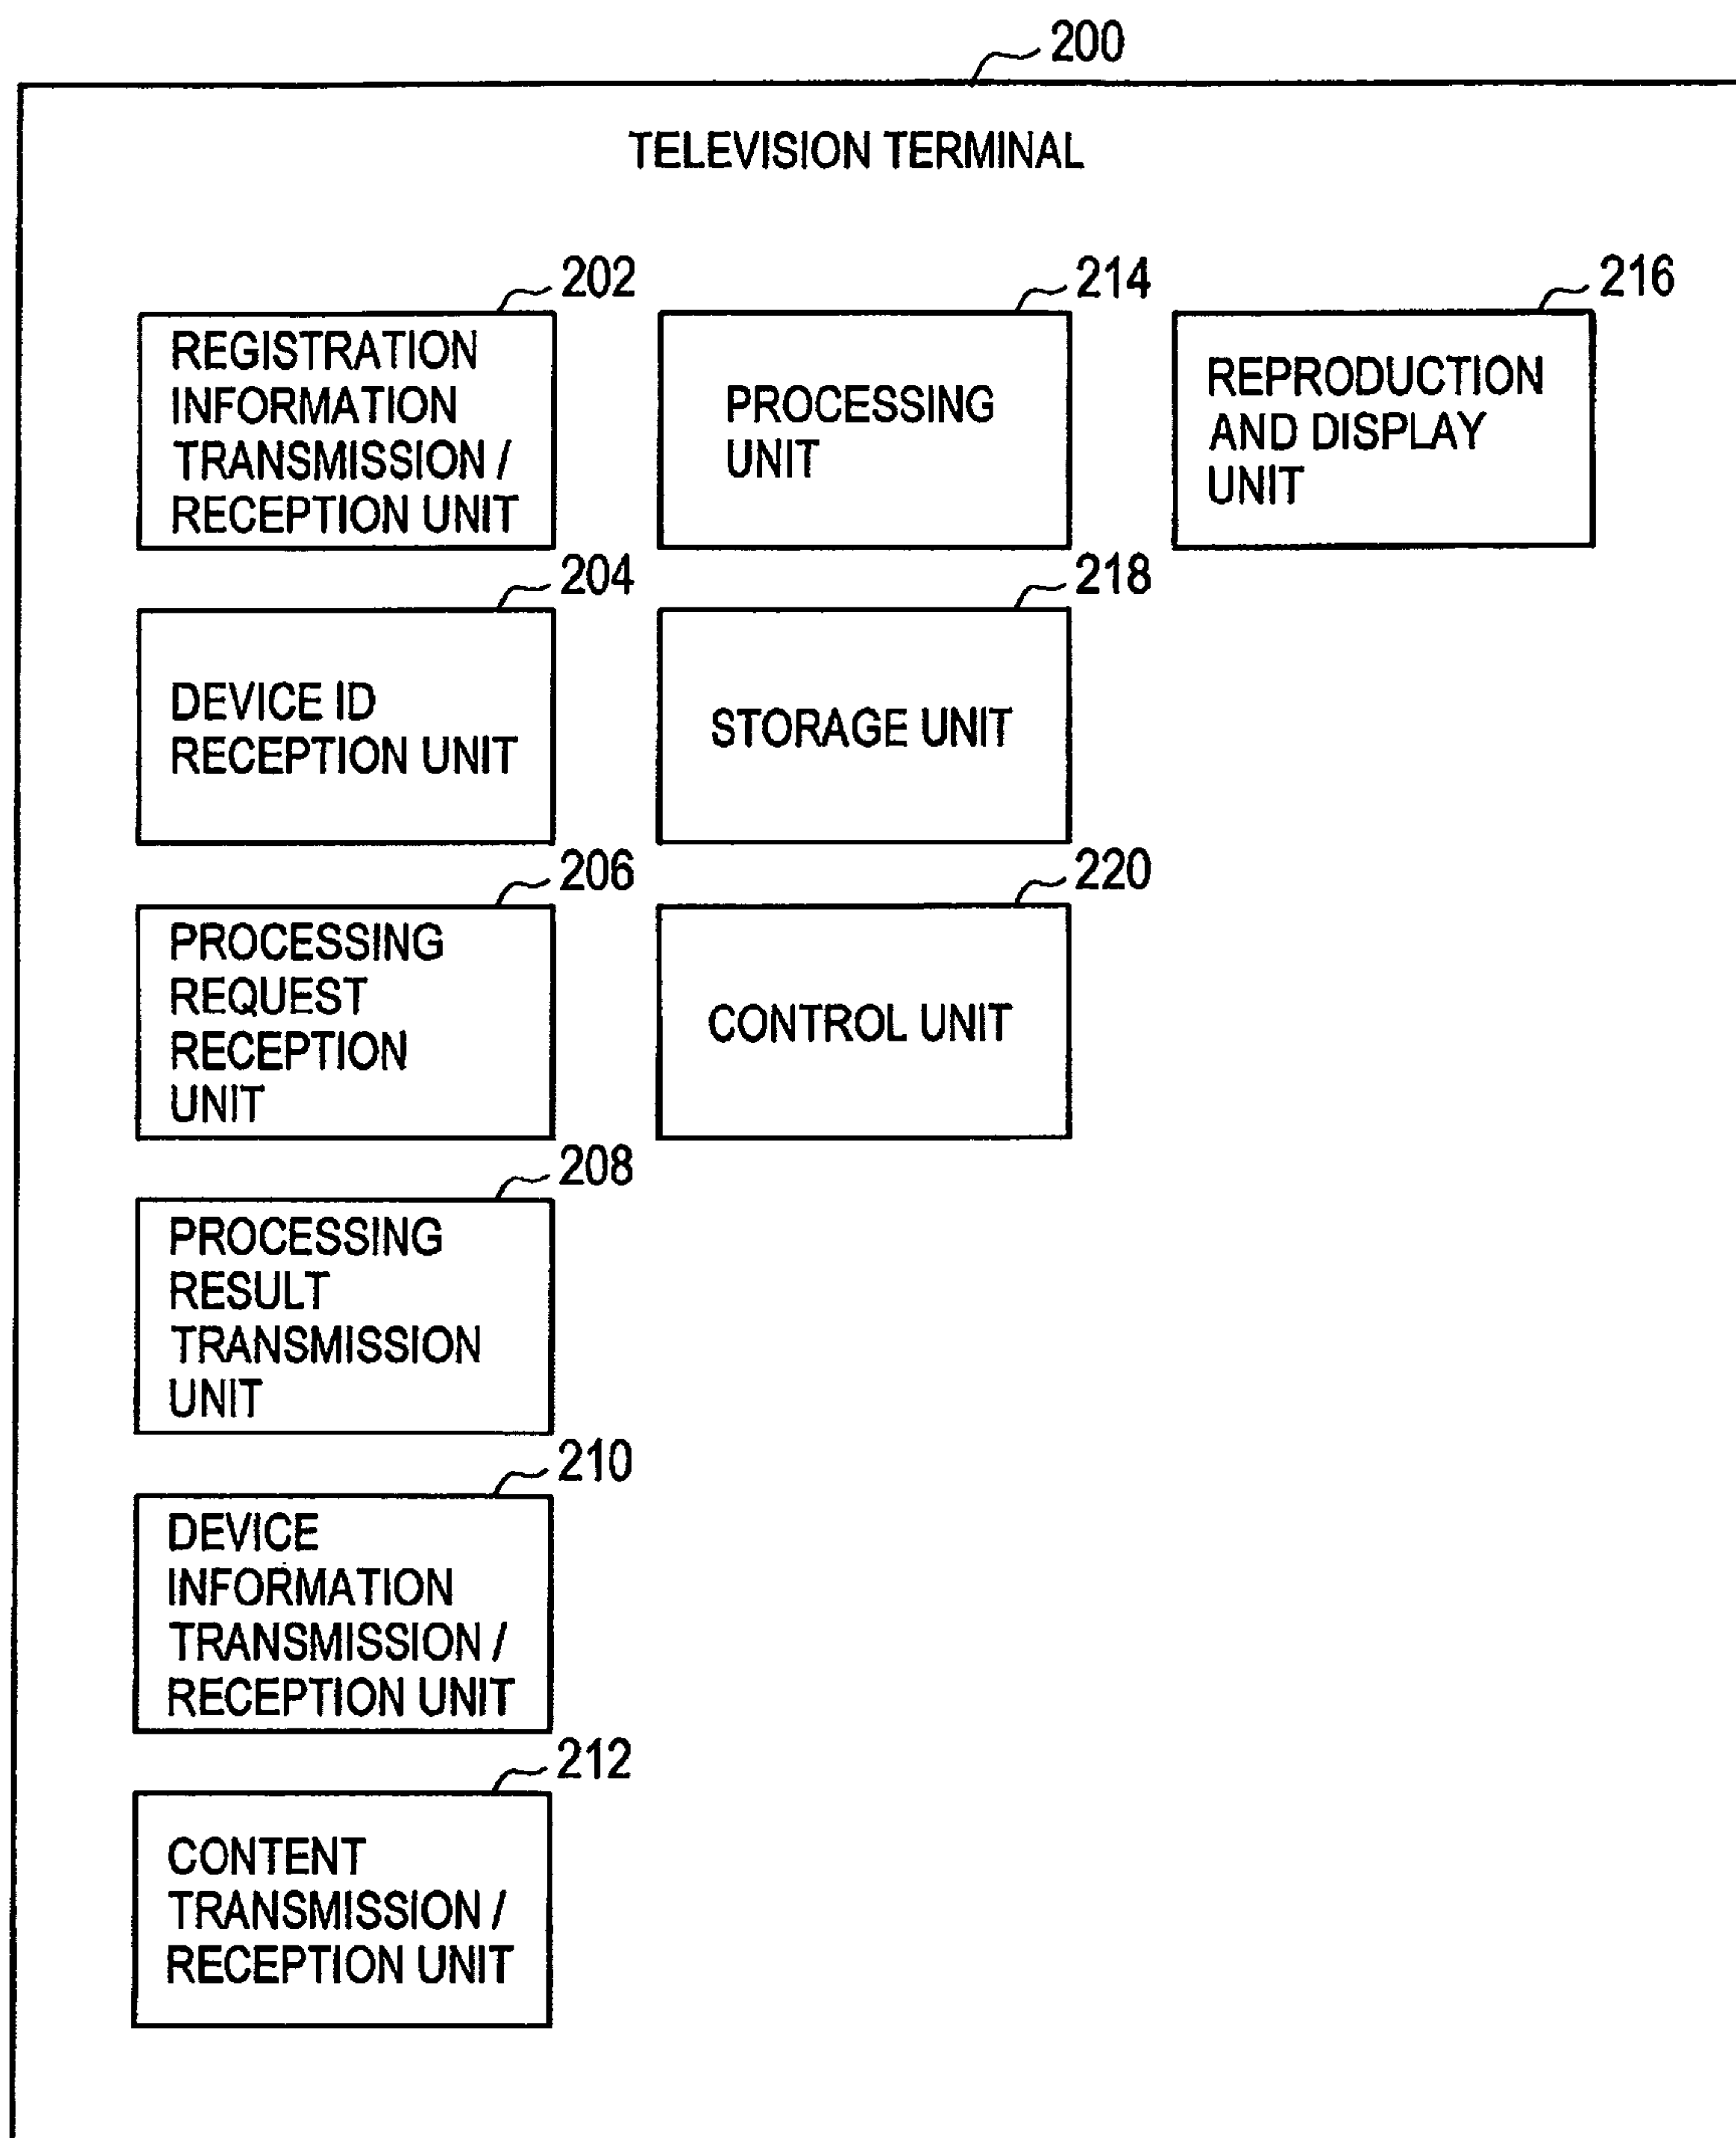 200
TELEVISION TERMINAL
202
REGISTRATION
INFORMATION
TRANSMISSION /
RECEPTION UNIT
214
PROCESSING
UNIT
216
REPRODUCTION
AND DISPLAY
UNIT
204
DEVICE ID
RECEPTION UNIT
218
STORAGE UNIT
206
PROCESSING
REQUEST
RECEPTION
UNIT
220
CONTROL UNIT
208
PROCESSING
RESULT
TRANSMISSION
UNIT
210
DEVICE
INFORMATION
TRANSMISSION /
RECEPTION UNIT
212
CONTENT
TRANSMISSION /
RECEPTION UNIT